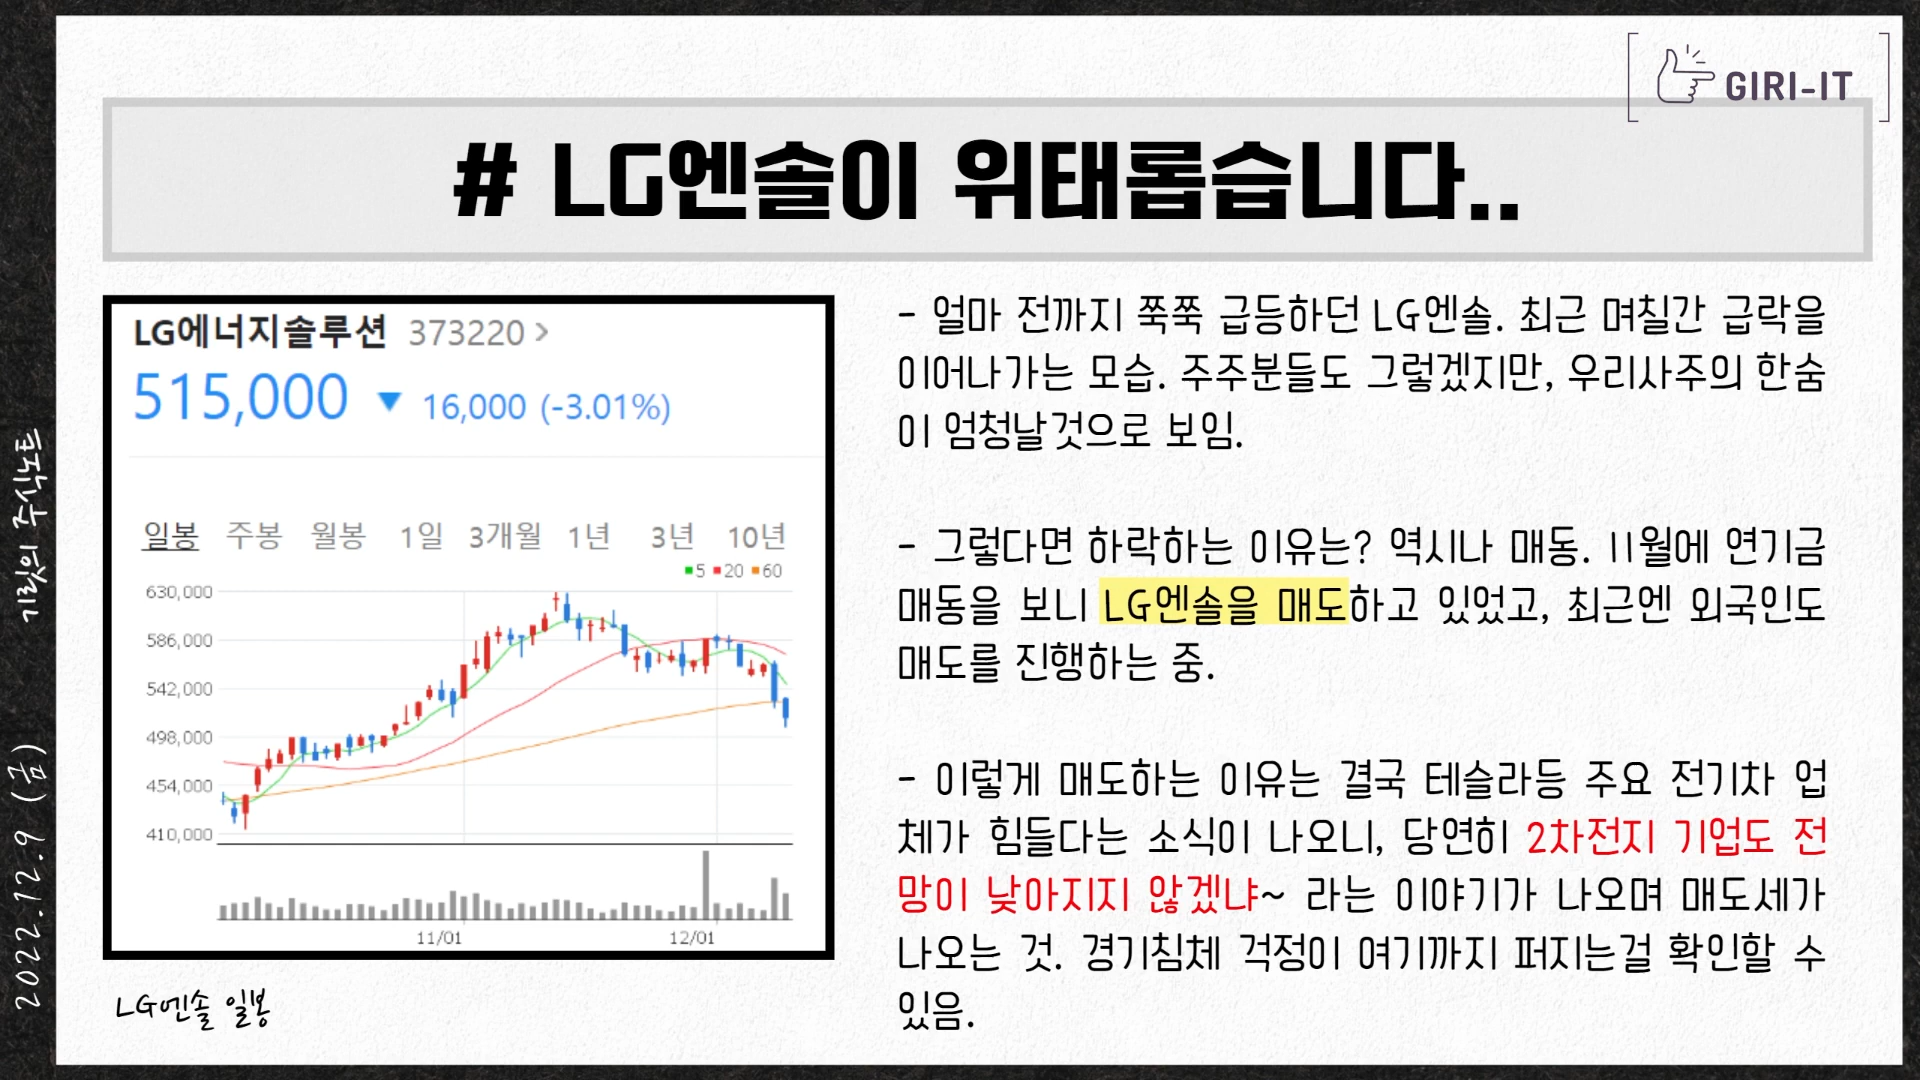 GIRI-IT
# LG엔솔이 위태롭습니다..
LG에너지솔루션 373220 >
515,000 ▼ 16,000 (-3.01%)
일봉 주봉 월봉 1일 3개월 1년 3년 10년
■5 ■20 ■60
630,000
586,000
542,000
498,000
454,000
410,000
11/01 12/01
LG엔솔 일봉
- 얼마 전까지 쭉쭉 급등하던 LG엔솔. 최근 며칠간 급락을
이어나가는 모습. 주주분들도 그렇겠지만, 우리사주의 한숨
이 엄청날것으로 보임.
- 그렇다면 하락하는 이유는? 역시나 매동. 11월에 연기금
매동을 보니 LG엔솔을 매도하고 있었고, 최근엔 외국인도
매도를 진행하는 중.
- 이렇게 매도하는 이유는 결국 테슬라등 주요 전기차 업
체가 힘들다는 소식이 나오니, 당연히 2차전지 기업도 전
망이 낮아지지 않겠냐~ 라는 이야기가 나오며 매도세가
나오는 것. 경기침체 걱정이 여기까지 퍼지는걸 확인할 수
있음.
2022.12.9 (금) 기릿의 주식노트